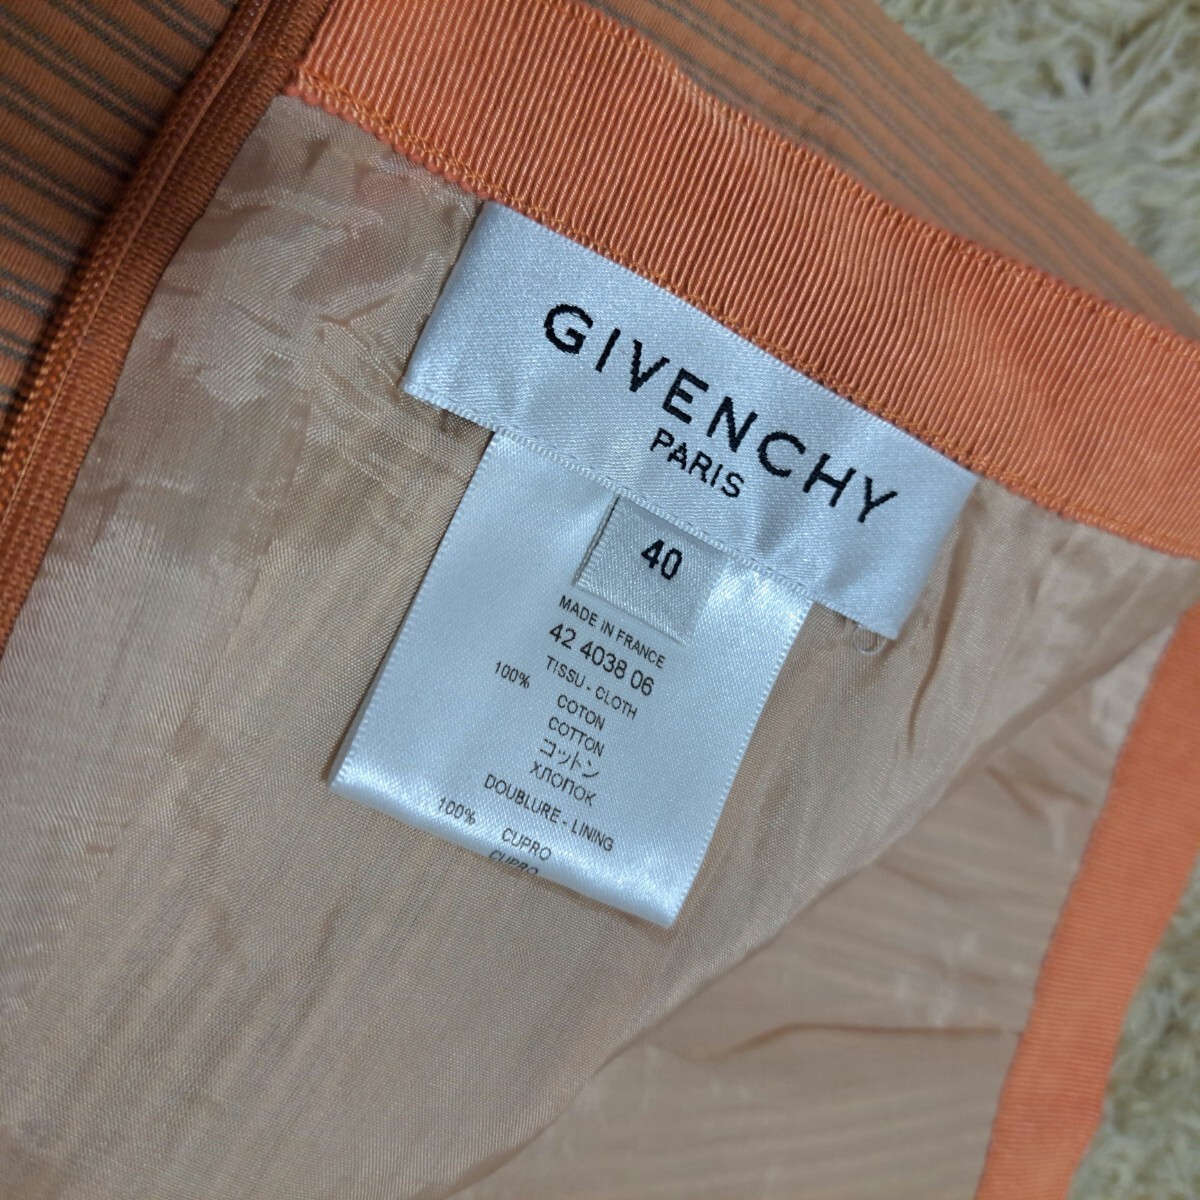 GIVENCHY
PARIS
40
MADE IN FRANCE
42 4038 06
TISSU - CLOTH
100% COTON
COTTON
コットン
ХЛОПОК
DOUBLURE - LINING
100% CUPRO
CUPRO